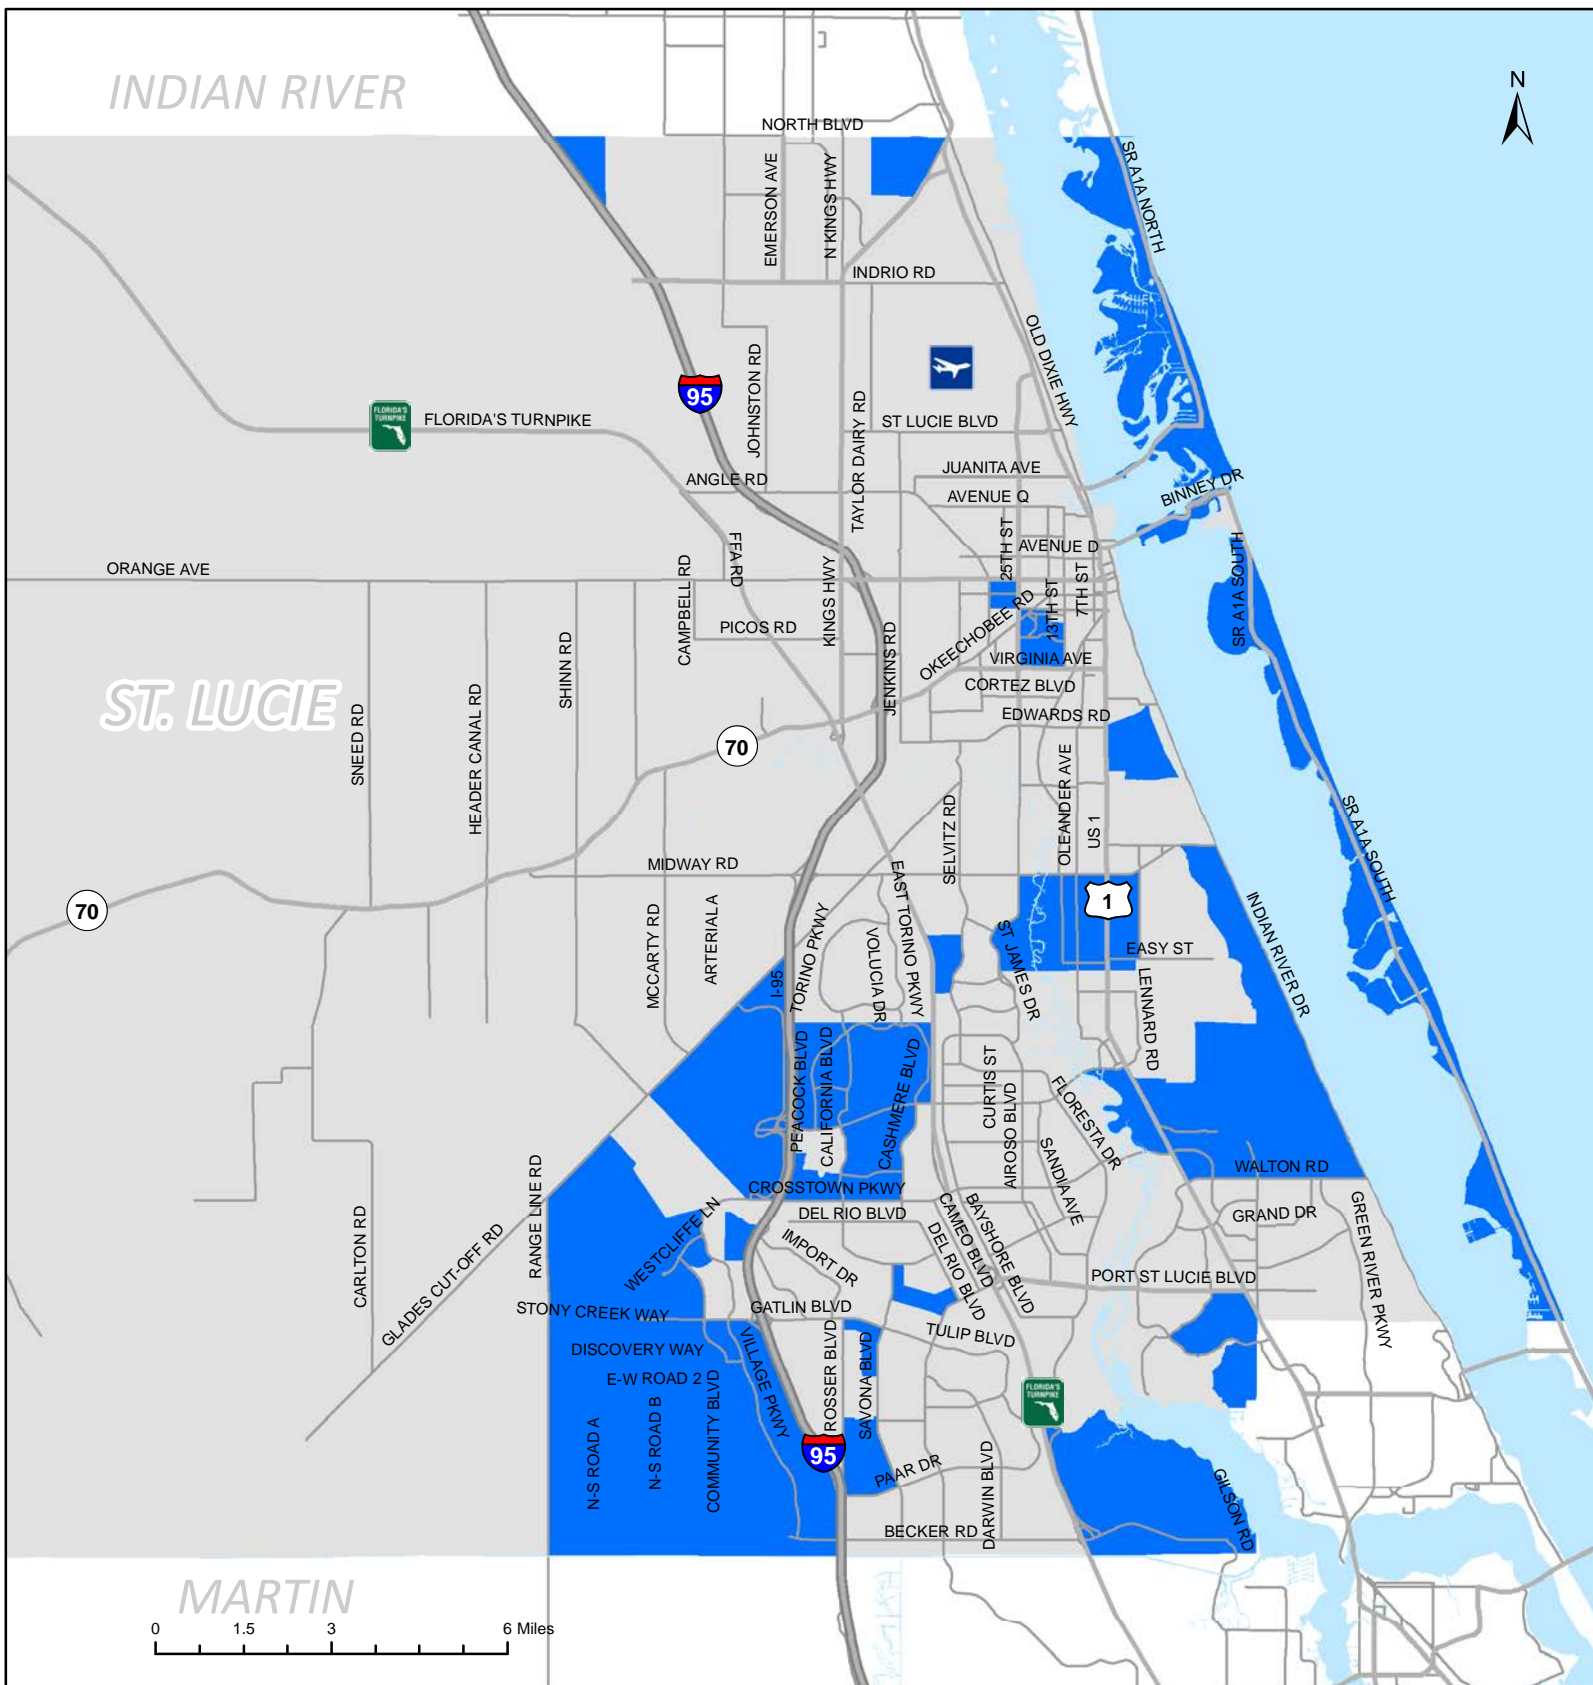 INDIAN RIVER
N
NORTH BLVD
SR A1A NORTH
EMERSON AVE
N KINGS HWY
INDRIO RD
OLD DIXIE HWY
JOHNSTON RD
95
FLORIDA'S TURNPIKE
FLORIDA'S TURNPIKE
TAYLOR DAIRY RD
ST LUCIE BLVD
JUANITA AVE
ANGLE RD
BINNEY DR
AVENUE Q
25TH ST
AVENUE D
FFA RD
ORANGE AVE
CAMPBELL RD
KINGS HWY
13TH ST
7TH ST
SR A1A SOUTH
OKEECHOBEE RD
PICOS RD
SHINN RD
JENKINS RD
VIRGINIA AVE
CORTEZ BLVD
ST. LUCIE
SNEED RD
HEADER CANAL RD
EDWARDS RD
70
OLEANDER AVE
US 1
SELVITZ RD
SR A1A SOUTH
MIDWAY RD
EAST TORINO PKWY
70
1
MCCARTY RD
ARTERIAL A
TORINO PKWY
VOLUCIA DR
ST JAMES DR
INDIAN RIVER DR
EASY ST
I-95
LENNARD RD
PEACOCK BLVD
CALIFORNIA BLVD
CASHMERE BLVD
CURTIS ST
AIROSO BLVD
FLORESTA DR
SANDIA AVE
WALTON RD
RANGE LINE RD
CROSSTOWN PKWY
DEL RIO BLVD
WESTCLIFFE LN
CAMEO BLVD
BAYSHORE BLVD
GRAND DR
GREEN RIVER PKWY
CARLTON RD
GLADES CUT-OFF RD
IMPORT DR
DEL RIO BLVD
PORT ST LUCIE BLVD
STONY CREEK WAY
GATLIN BLVD
TULIP BLVD
DISCOVERY WAY
VILLAGE PKWY
ROSSER BLVD
SAVONA BLVD
E-W ROAD 2
FLORIDA'S TURNPIKE
N-S ROAD A
N-S ROAD B
COMMUNITY BLVD
95
PAAR DR
DARWIN BLVD
GILSON RD
BECKER RD
MARTIN
0 1.5 3 6 Miles